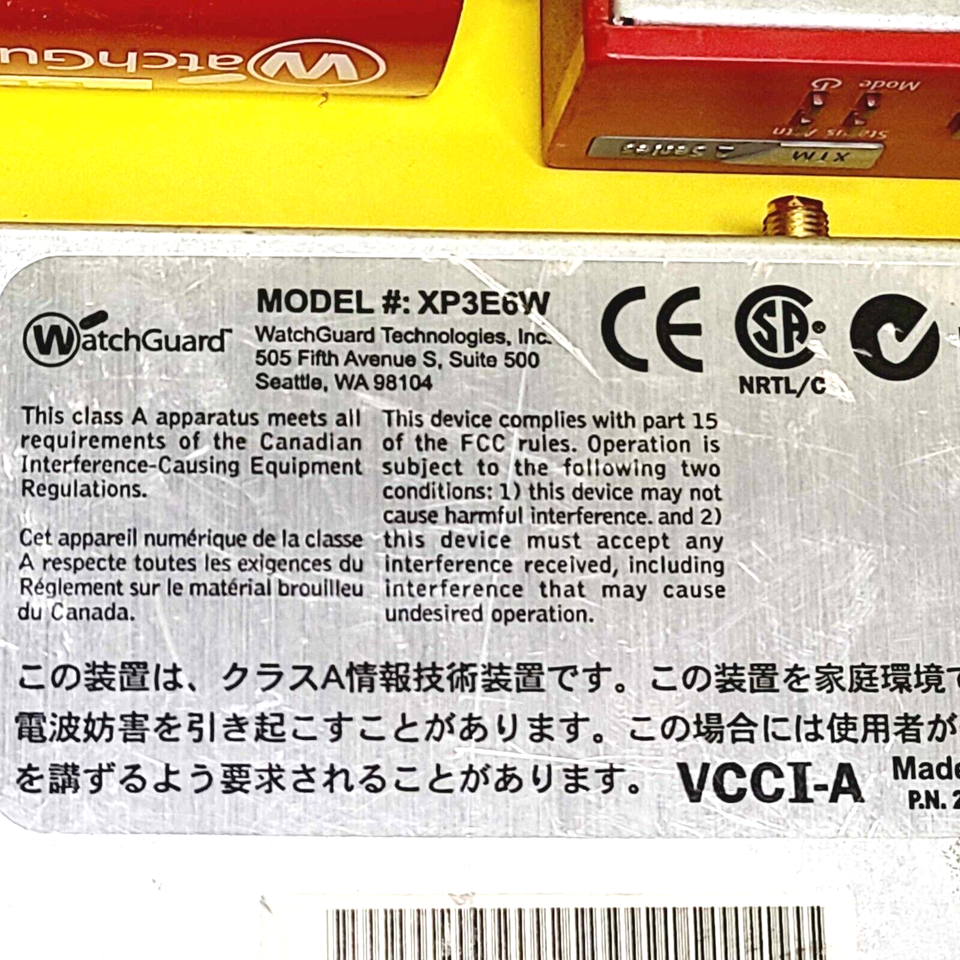 WatchGu
Mode
Status Attn
XTM 2 Series
WatchGuard
MODEL #: XP3E6W
WatchGuard Technologies, Inc.
505 Fifth Avenue S, Suite 500
Seattle, WA 98104
CE
SA
NRTL/C
This class A apparatus meets all
requirements of the Canadian
Interference-Causing Equipment
Regulations.
Cet appareil numérique de la classe
A respecte toutes les exigences du
Réglement sur le matérial brouilleu
du Canada.
This device complies with part 15
of the FCC rules. Operation is
subject to the following two
conditions: 1) this device may not
cause harmful interference. and 2)
this device must accept any
interference received, including
interference that may cause
undesired operation.
この装置は、クラスA情報技術装置です。この装置を家庭環境で
電波妨害を引き起こすことがあります。この場合には使用者が
を講ずるよう要求されることがあります。 VCCI-A
Made
P.N. 2